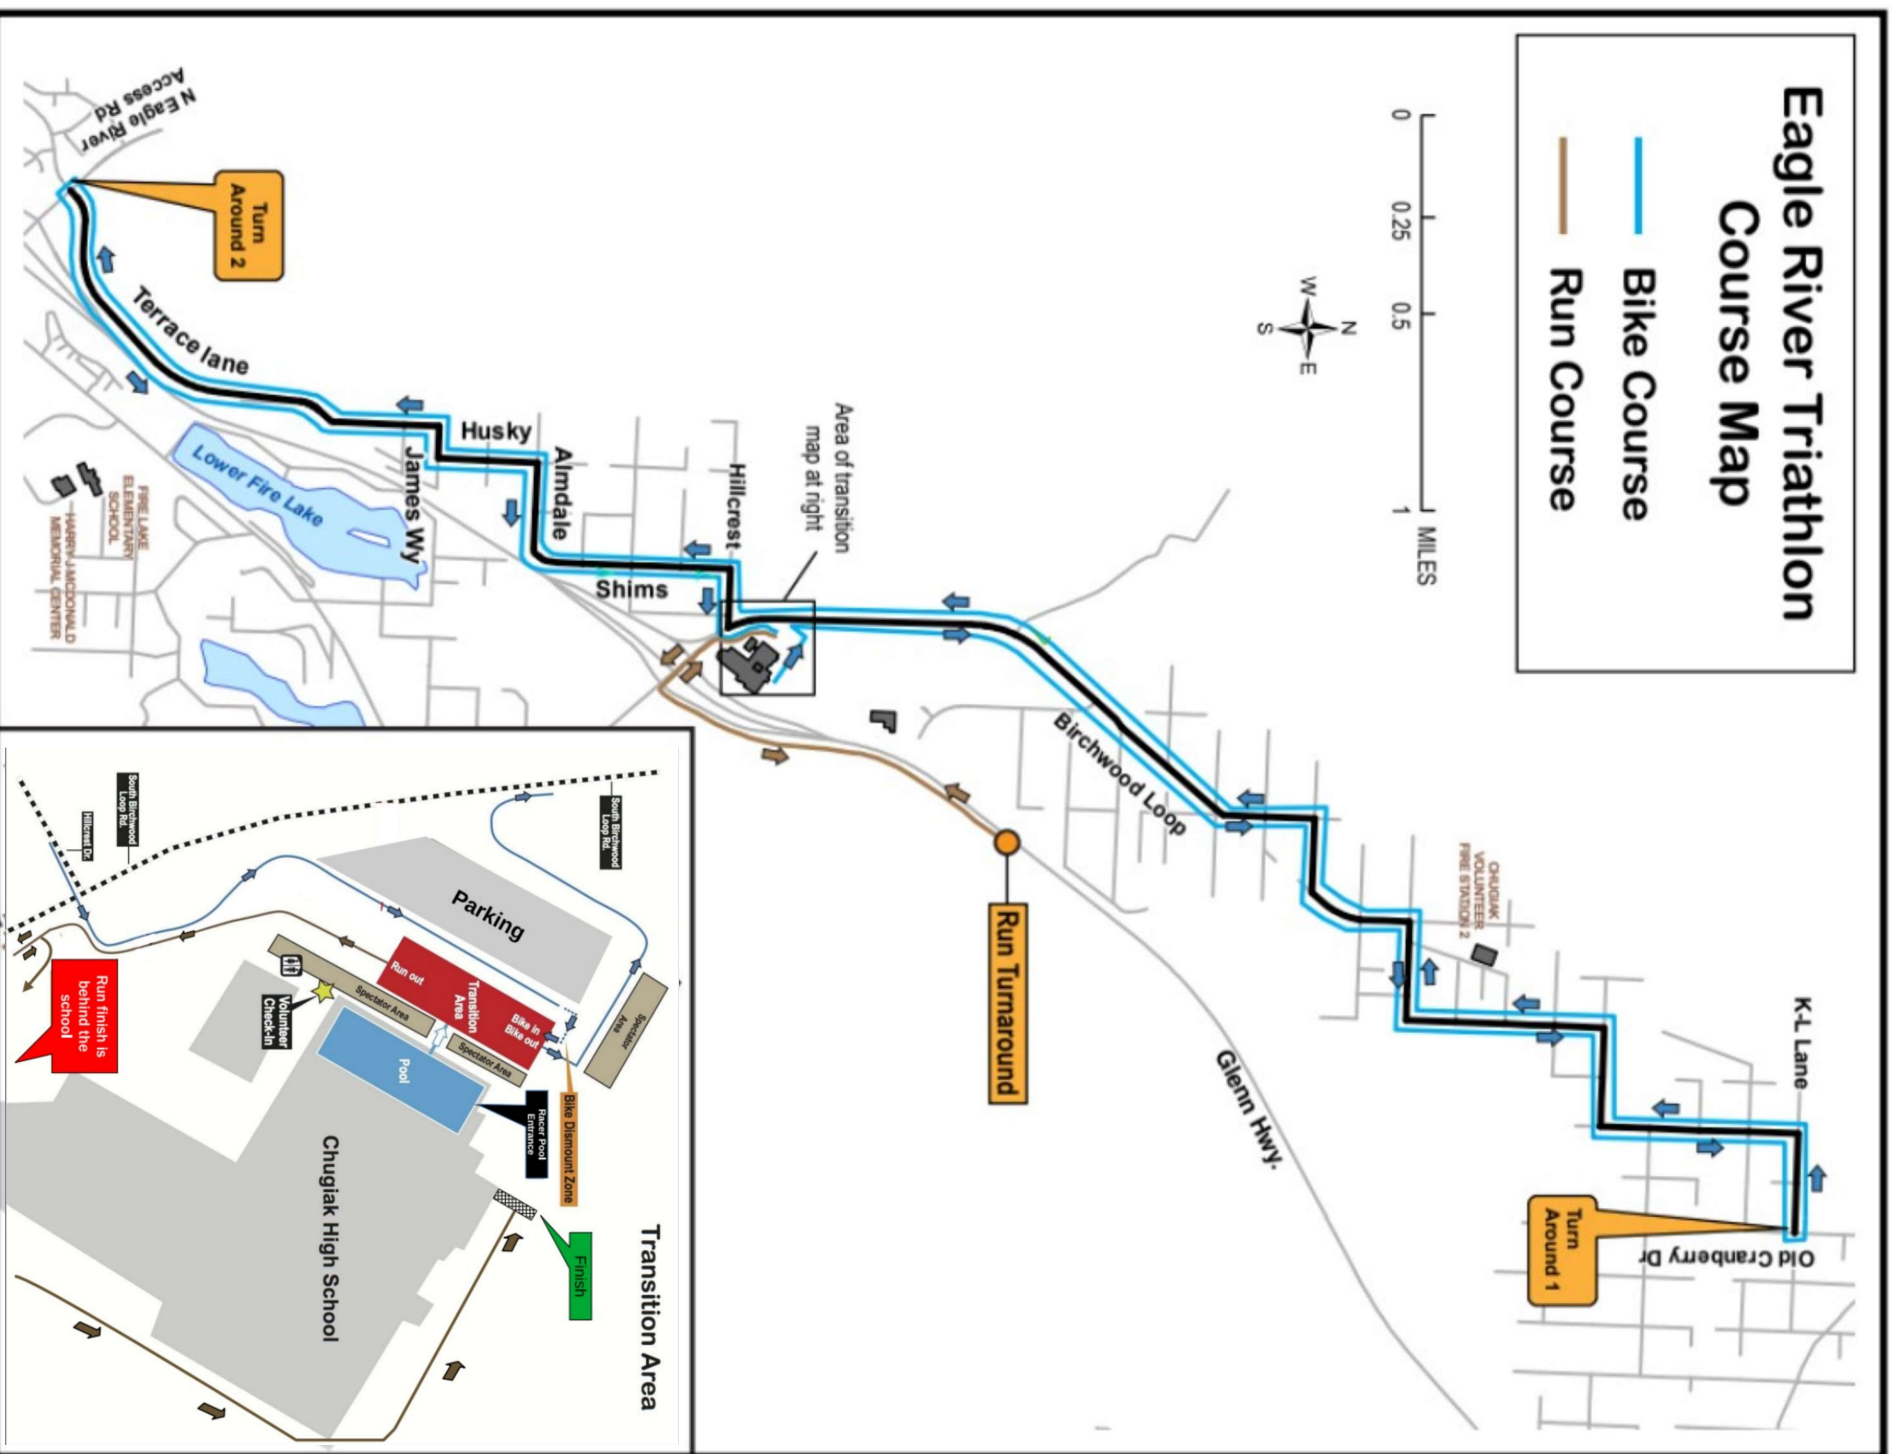 Eagle River Triathlon
Course Map
Bike Course
Run Course
0
0.25
0.5
1
MILES
N
W
E
S
K-L Lane
Old Cranberry Dr
Turn
Around 1
CHUGIAK
VOLUNTEER
FIRE STATION 2
Glenn Hwy.
Birchwood Loop
Run Turnaround
Area of transition
map at right
Hillcrest
Shims
Almdale
Husky
James Wy
Lower Fire Lake
Terrace lane
Turn
Around 2
N Eagle River
Access Rd
FIRE LAKE
ELEMENTARY
SCHOOL
HARRY J MCDONALD
MEMORIAL CENTER
Transition Area
South Birchwood
Loop Rd.
South Birchwood
Loop Rd.
Hillcrest Dr.
Parking
Spectator
Area
Run out
Transition
Area
Bike in
Bike out
Spectator Area
Spectator Area
Volunteer
Check-In
Pool
Racer Pool
Entrance
Bike Dismount Zone
Finish
Chugiak High School
Run finish is
behind the
school